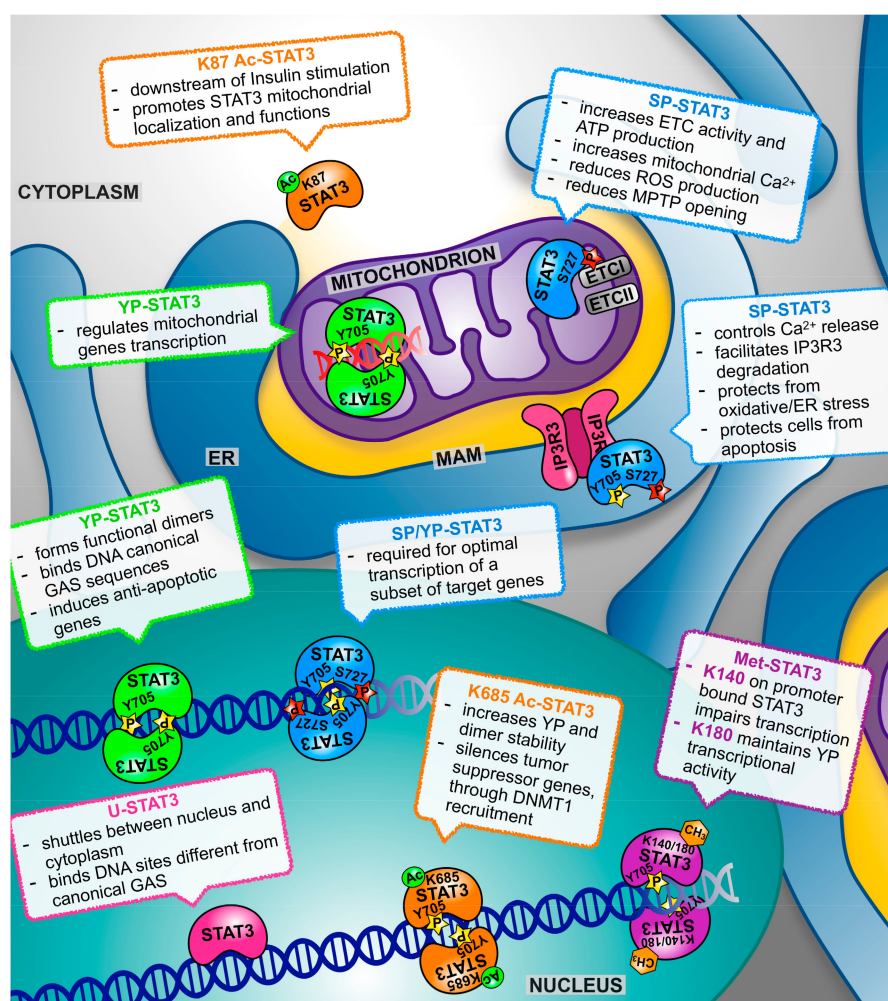 K87 Ac-STAT3
- downstream of Insulin stimulation
- promotes STAT3 mitochondrial
localization and functions
SP-STAT3
- increases ETC activity and
ATP production
- increases mitochondrial Ca²⁺
- reduces ROS production
- reduces MPTP opening
CYTOPLASM
Ac
K87
STAT3
MITOCHONDRION
STAT3
S727
P
ETCI
ETCII
YP-STAT3
- regulates mitochondrial
genes transcription
STAT3
Y705
P
P
Y705
STAT3
SP-STAT3
- controls Ca²⁺ release
- facilitates IP3R3
degradation
- protects from
oxidative/ER stress
- protects cells from
apoptosis
ER
MAM
IP3R3
IP3R
STAT3
Y705 S727
P
P
YP-STAT3
- forms functional dimers
- binds DNA canonical
GAS sequences
- induces anti-apoptotic
genes
SP/YP-STAT3
- required for optimal
transcription of a
subset of target genes
STAT3
Y705
P
P
Y705
STAT3
STAT3
Y705 S727
P
P
P
S727 Y705
STAT3
K685 Ac-STAT3
- increases YP and
dimer stability
- silences tumor
suppressor genes,
through DNMT1
recruitment
Met-STAT3
- K140 on promoter
bound STAT3
impairs transcription
- K180 maintains YP
transcriptional
activity
U-STAT3
- shuttles between nucleus and
cytoplasm
- binds DNA sites different from
canonical GAS
STAT3
Ac
K685
STAT3
Y705
P
P
Y705
STAT3
K685
Ac
CH₃
K140/180
STAT3
Y705
P
Y705
STAT3
K140/180
CH₃
NUCLEUS